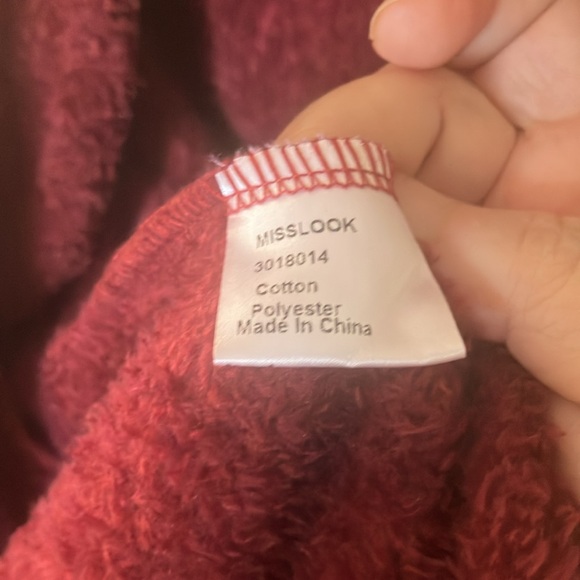 MISSLOOK
3018014
Cotton
Polyester
Made In China